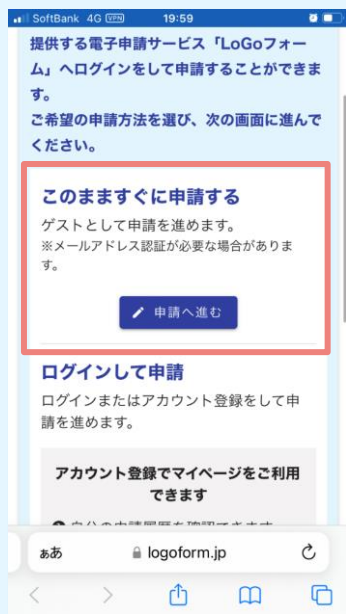 SoftBank 4G VPN 19:59
提供する電子申請サービス「LoGoフォー
ム」へログインをして申請することができま
す。
ご希望の申請方法を選び、次の画面に進んで
ください。
このまますぐに申請する
ゲストとして申請を進めます。
※メールアドレス認証が必要な場合がありま
す。
申請へ進む
ログインして申請
ログインまたはアカウント登録をして申
請を進めます。
アカウント登録でマイページをご利用
できます
ああ logoform.jp